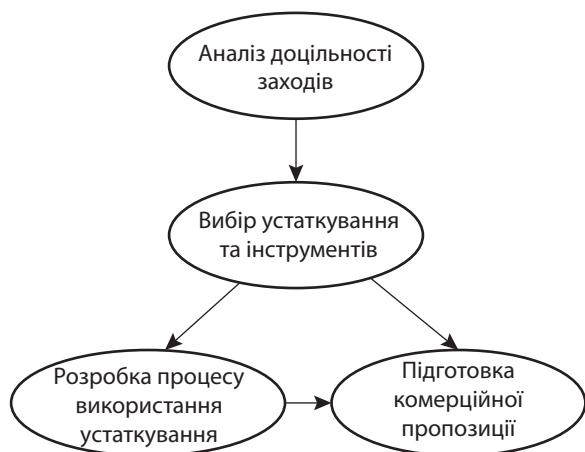 Аналіз доцільності
заходів
Вибір устаткування
та інструментів
Розробка процесу
використання
устаткування
Підготовка
комерційної
пропозиції